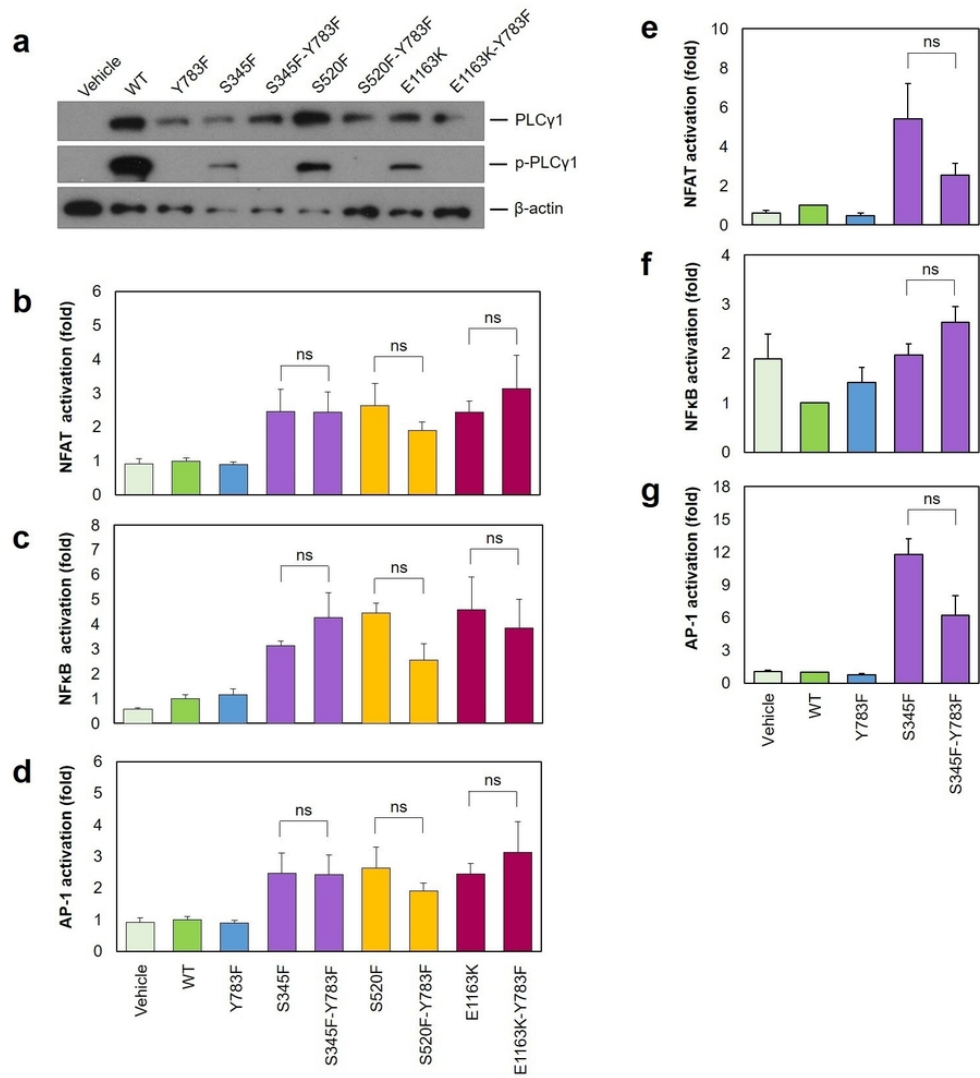 a
Vehicle
WT
Y783F
S345F
S345F-Y783F
S520F
S520F-Y783F
E1163K
E1163K-Y783F
PLCγ1
p-PLCγ1
β-actin
b
NFAT activation (fold)
6
5
4
3
2
1
0
ns
ns
ns
c
NFκB activation (fold)
8
7
6
5
4
3
2
1
0
ns
ns
ns
d
AP-1 activation (fold)
6
5
4
3
2
1
0
ns
ns
ns
Vehicle
WT
Y783F
S345F
S345F-Y783F
S520F
S520F-Y783F
E1163K
E1163K-Y783F
e
NFAT activation (fold)
10
8
6
4
2
0
ns
f
NFκB activation (fold)
4
3
2
1
0
ns
g
AP-1 activation (fold)
18
15
12
9
6
3
0
ns
Vehicle
WT
Y783F
S345F
S345F-Y783F